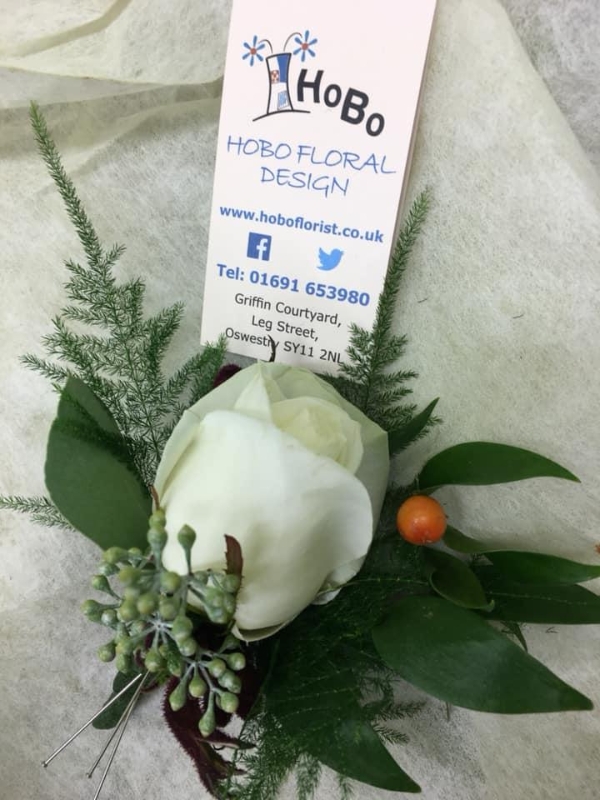 HoBo
HOBO FLORAL
DESIGN
www.hoboflorist.co.uk
Tel: 01691 653980
Griffin Courtyard,
Leg Street,
Oswestry SY11 2NL